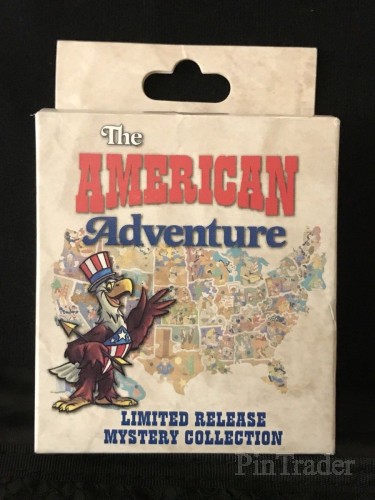 The
AMERICAN
Adventure
LIMITED RELEASE
MYSTERY COLLECTION
PinTrader